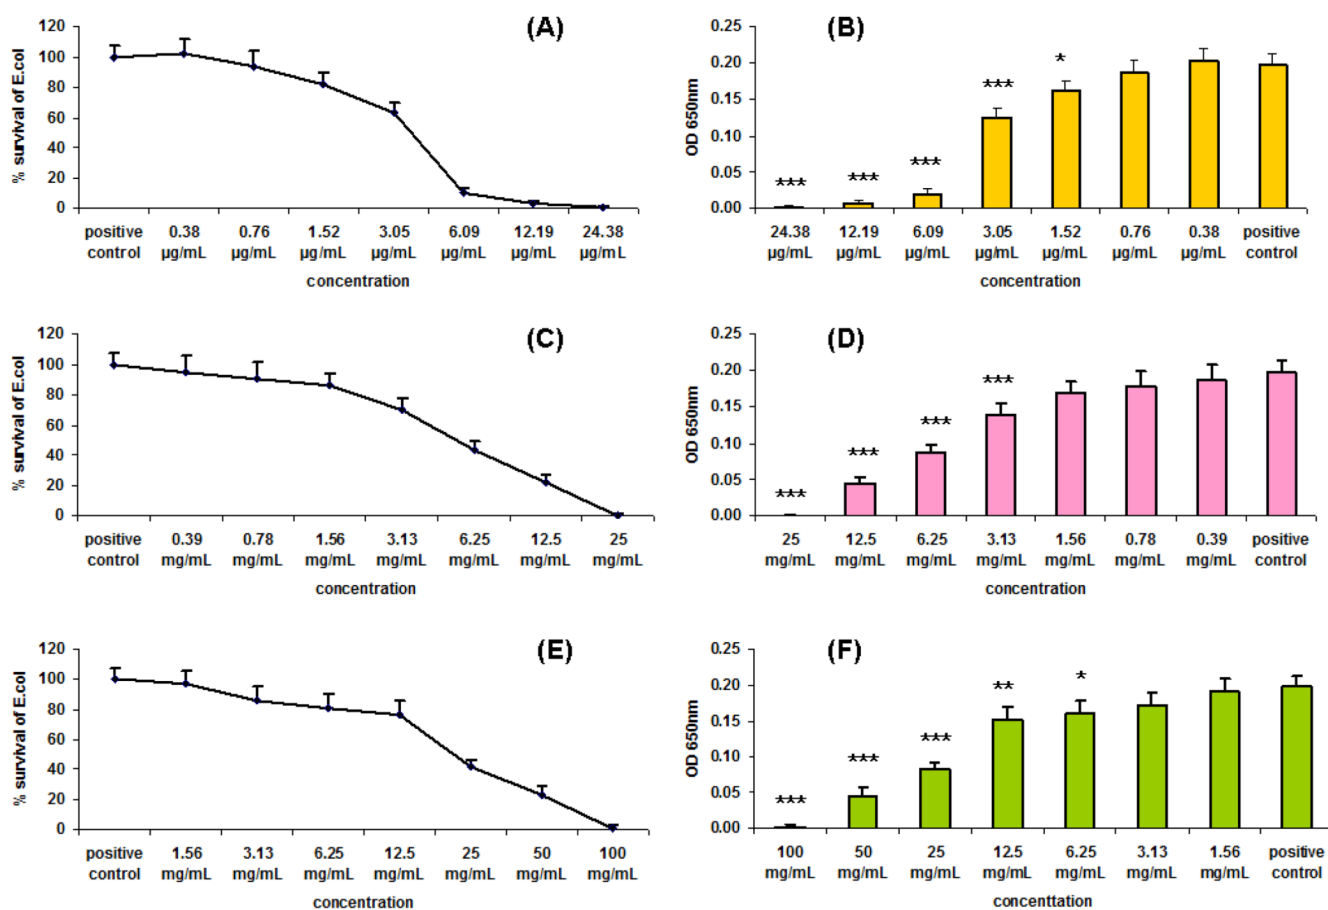 (A)
% survival of E.col
120
100
80
60
40
20
0
positive control
0.38 µg/mL
0.76 µg/mL
1.52 µg/mL
3.05 µg/mL
6.09 µg/mL
12.19 µg/mL
24.38 µg/mL
concentration
(B)
OD 650nm
0.25
0.20
0.15
0.10
0.05
0.00
***
***
***
***
*
24.38 µg/mL
12.19 µg/mL
6.09 µg/mL
3.05 µg/mL
1.52 µg/mL
0.76 µg/mL
0.38 µg/mL
positive control
concentration
(C)
% survival of E.col
120
100
80
60
40
20
0
positive control
0.39 mg/mL
0.78 mg/mL
1.56 mg/mL
3.13 mg/mL
6.25 mg/mL
12.5 mg/mL
25 mg/mL
concentration
(D)
OD 650nm
0.25
0.20
0.15
0.10
0.05
0.00
***
***
***
***
25 mg/mL
12.5 mg/mL
6.25 mg/mL
3.13 mg/mL
1.56 mg/mL
0.78 mg/mL
0.39 mg/mL
positive control
concentration
(E)
% survival of E.col
120
100
80
60
40
20
0
positive control
1.56 mg/mL
3.13 mg/mL
6.25 mg/mL
12.5 mg/mL
25 mg/mL
50 mg/mL
100 mg/mL
concentration
(F)
OD 650nm
0.25
0.20
0.15
0.10
0.05
0.00
***
***
***
**
*
100 mg/mL
50 mg/mL
25 mg/mL
12.5 mg/mL
6.25 mg/mL
3.13 mg/mL
1.56 mg/mL
positive control
concenttation